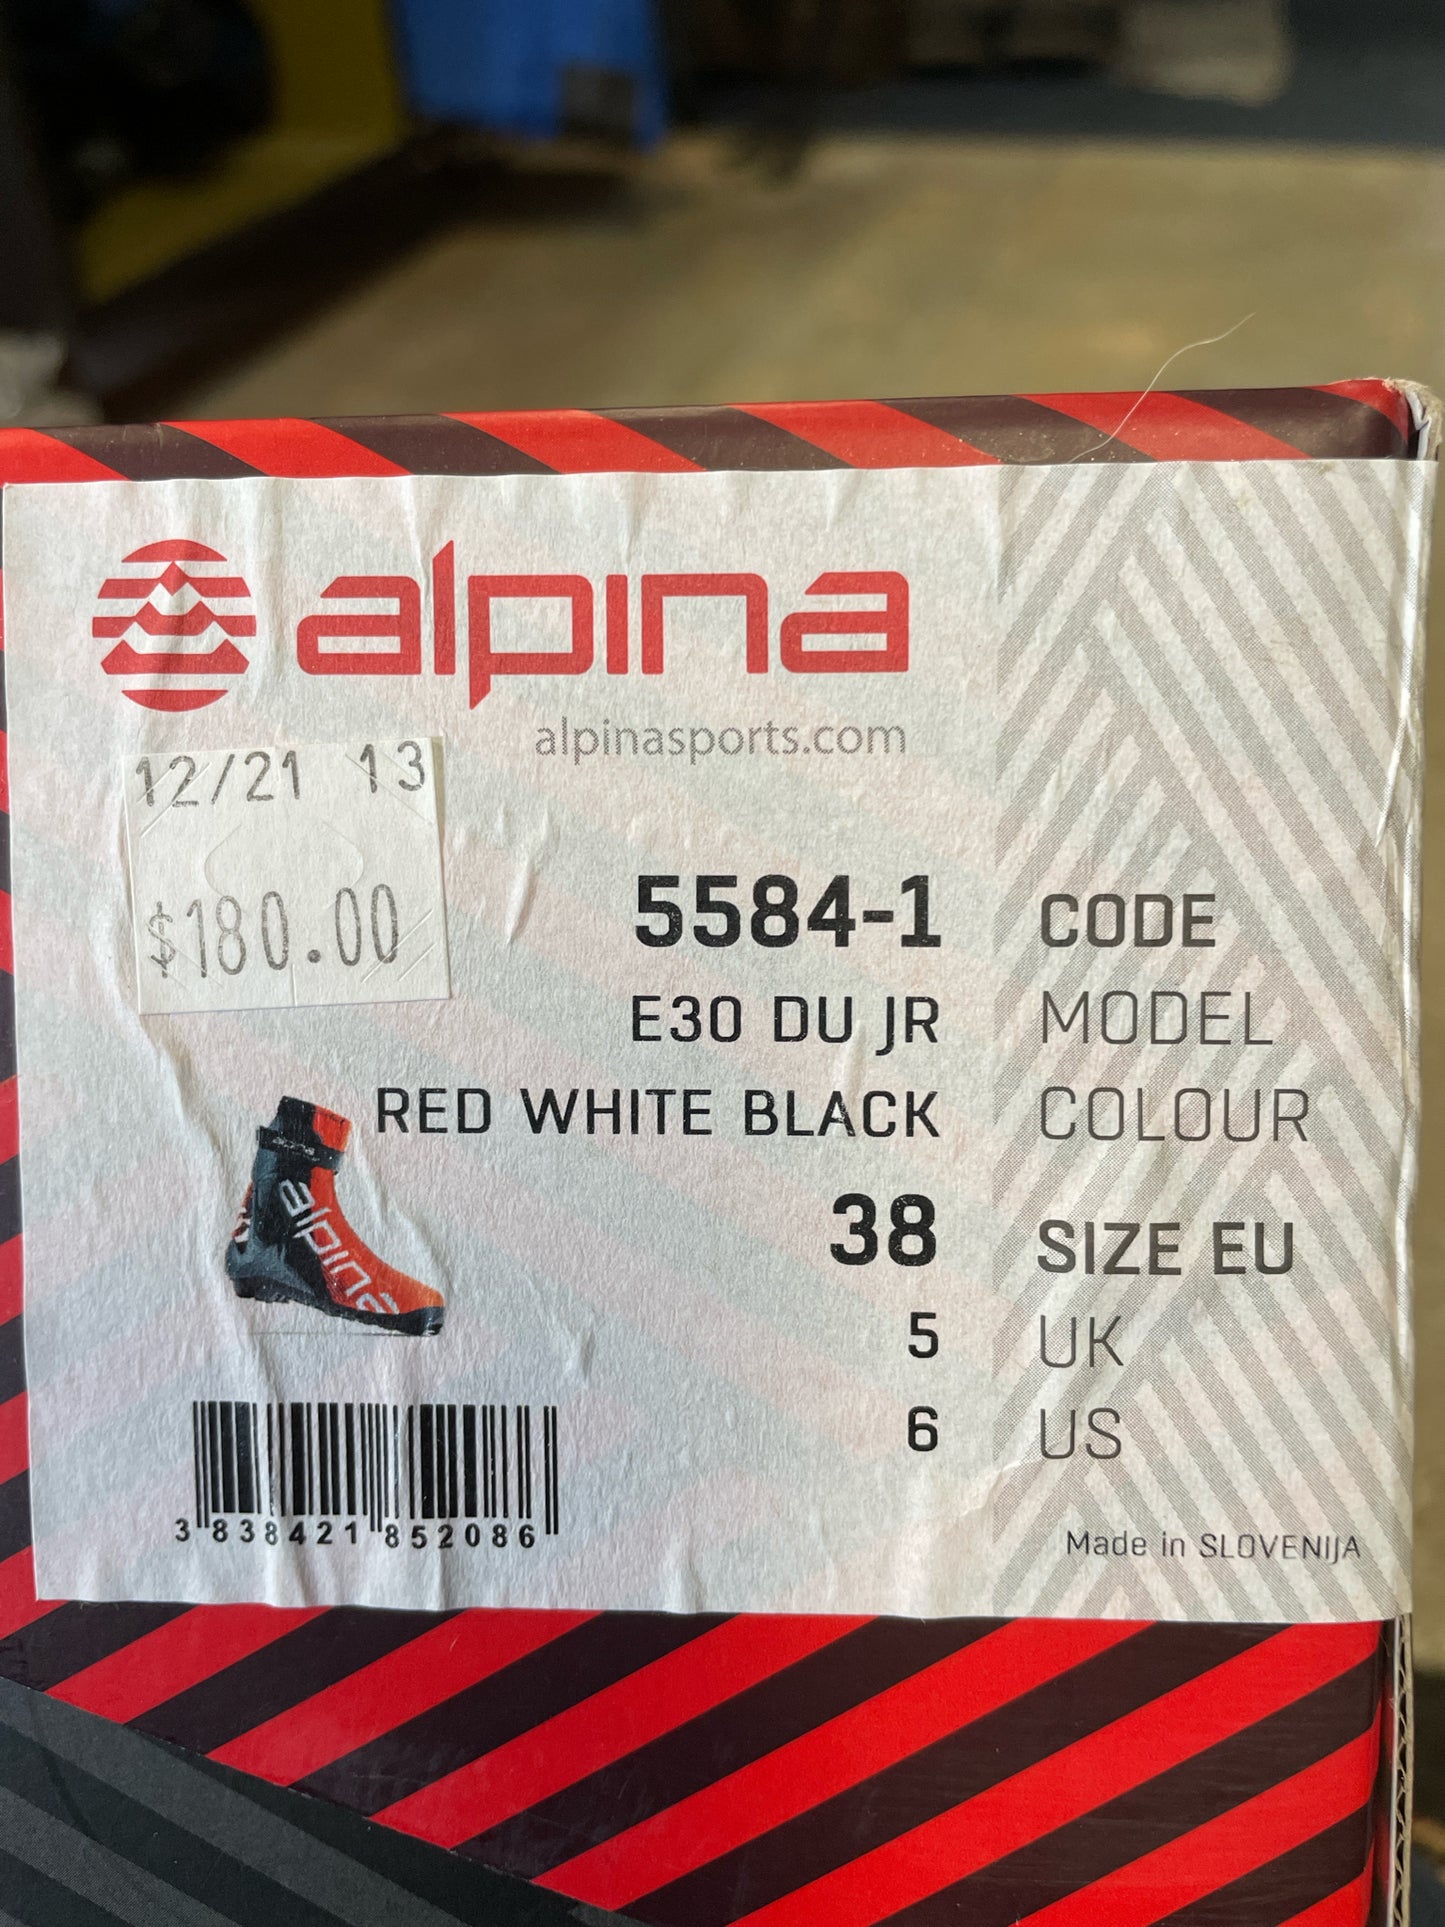 alpina
alpinasports.com
12/21 13
$180.00
5584-1 CODE
E30 DU JR MODEL
RED WHITE BLACK COLOUR
alpina
38 SIZE EU
5 UK
6 US
3 838421 852086
Made in SLOVENIJA